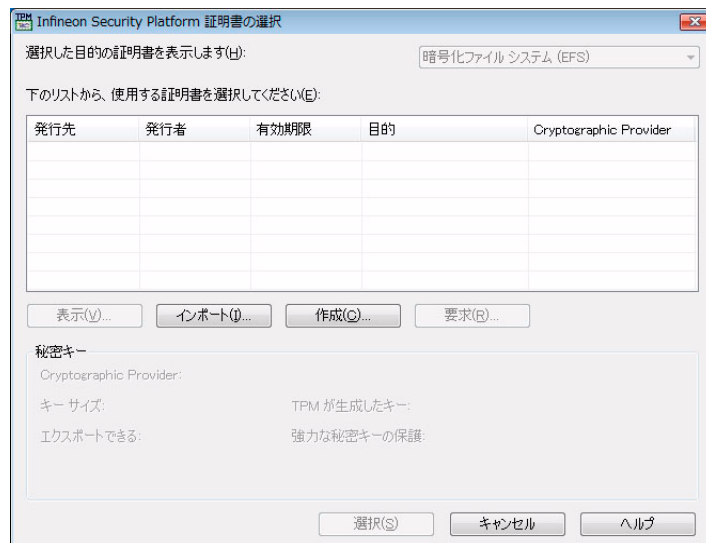 TPM Infineon Security Platform 証明書の選択
選択した目的の証明書を表示します(H):
暗号化ファイル システム (EFS)
下のリストから、使用する証明書を選択してください(E):
発行先 発行者 有効期限 目的 Cryptographic Provider
表示(V)... インポート(I)... 作成(C)... 要求(R)...
秘密キー
Cryptographic Provider:
キー サイズ: TPM が生成したキー:
エクスポートできる: 強力な秘密キーの保護:
選択(S) キャンセル ヘルプ